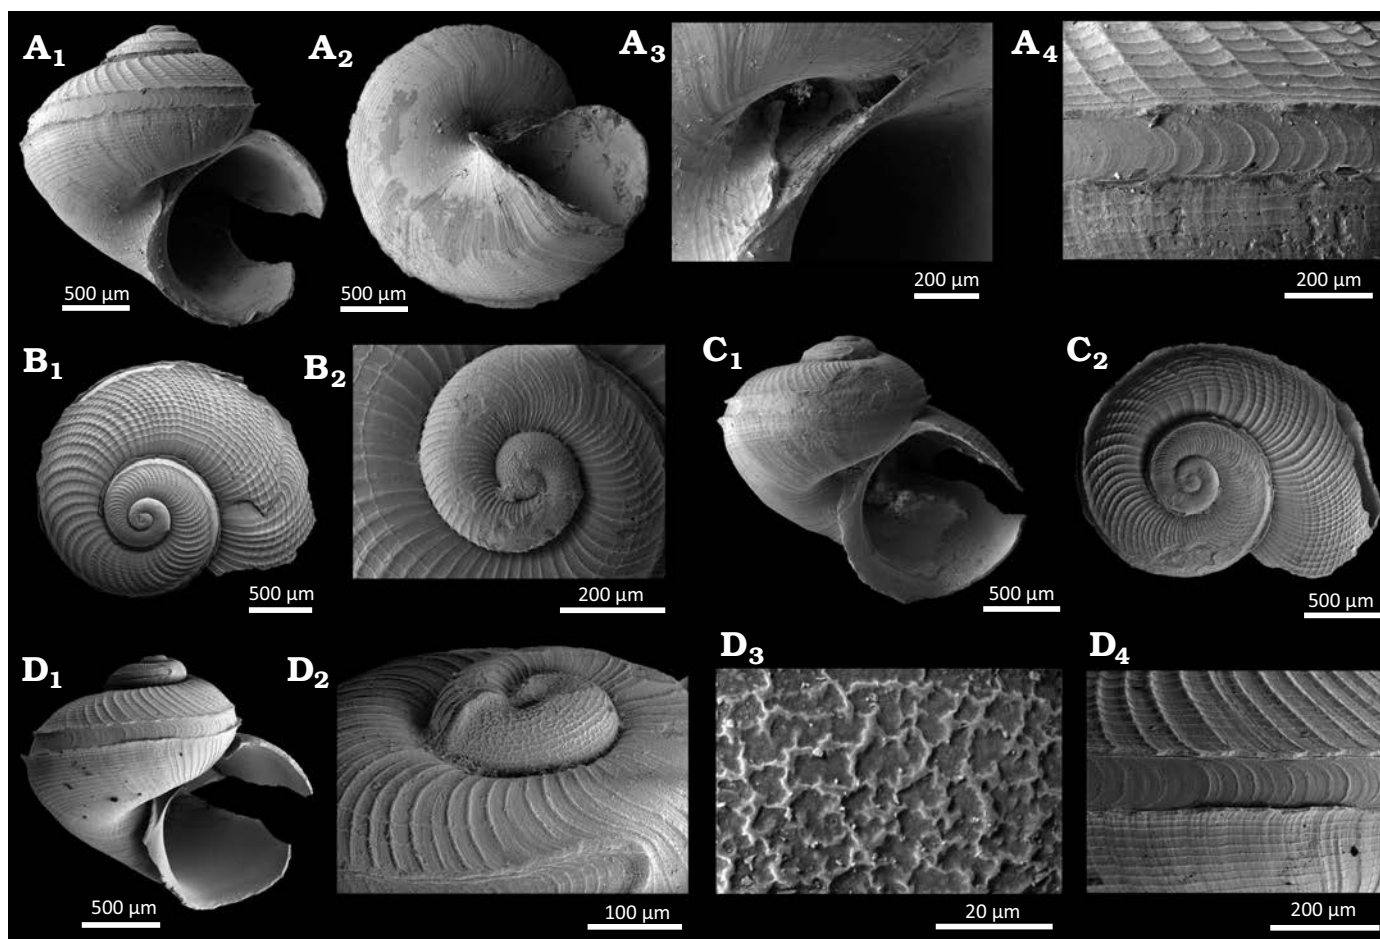 A1 A2 A3 A4
500 µm 500 µm 200 µm 200 µm
B1 B2 C1 C2
500 µm 200 µm 500 µm 500 µm
D1 D2 D3 D4
500 µm 100 µm 20 µm 200 µm